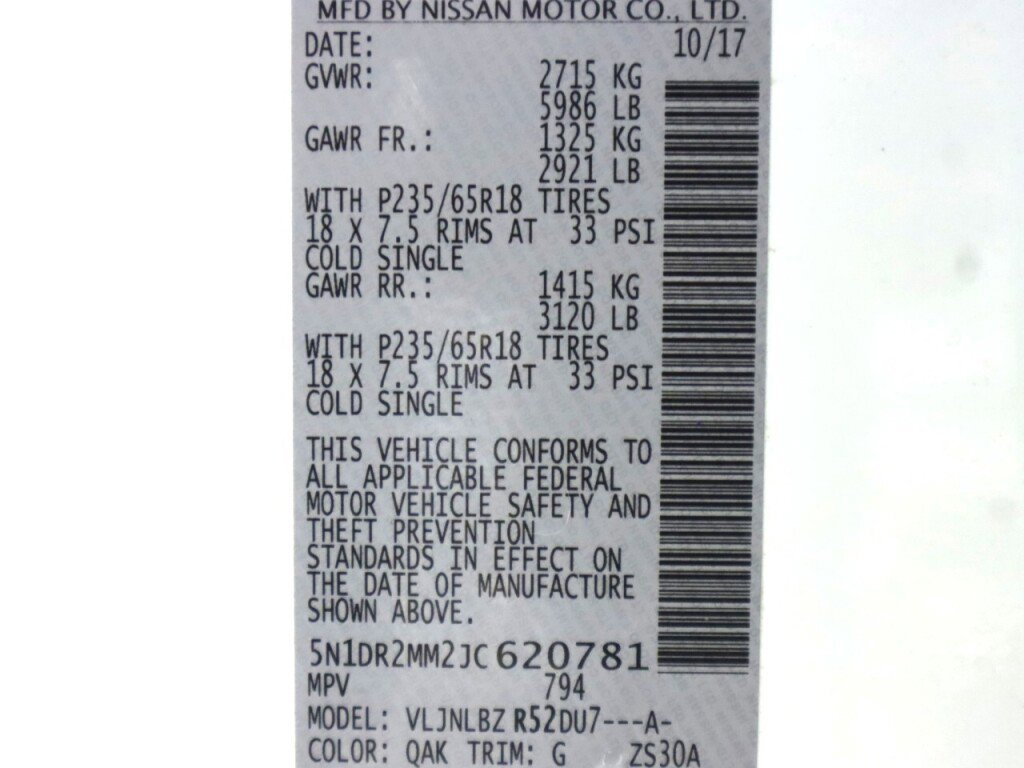 MFD BY NISSAN MOTOR CO., LTD.
DATE: 10/17
GVWR: 2715 KG
5986 LB
GAWR FR.: 1325 KG
2921 LB
WITH P235/65R18 TIRES
18 X 7.5 RIMS AT 33 PSI
COLD SINGLE
GAWR RR.: 1415 KG
3120 LB
WITH P235/65R18 TIRES
18 X 7.5 RIMS AT 33 PSI
COLD SINGLE
THIS VEHICLE CONFORMS TO
ALL APPLICABLE FEDERAL
MOTOR VEHICLE SAFETY AND
THEFT PREVENTION
STANDARDS IN EFFECT ON
THE DATE OF MANUFACTURE
SHOWN ABOVE.
5N1DR2MM2JC620781
MPV 794
MODEL: VLJNLBZ R52DU7---A-
COLOR: QAK TRIM: G ZS30A